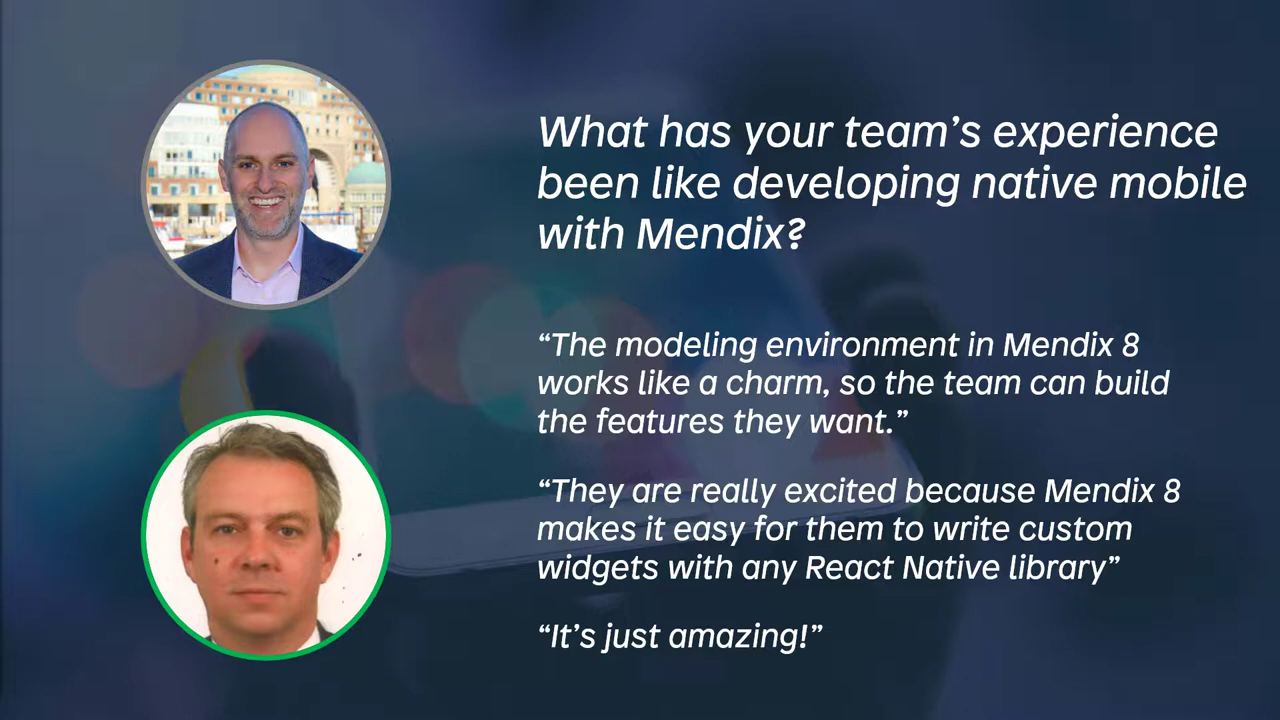 What has your team’s experience
been like developing native mobile
with Mendix?
“The modeling environment in Mendix 8
works like a charm, so the team can build
the features they want.”
“They are really excited because Mendix 8
makes it easy for them to write custom
widgets with any React Native library”
“It’s just amazing!”